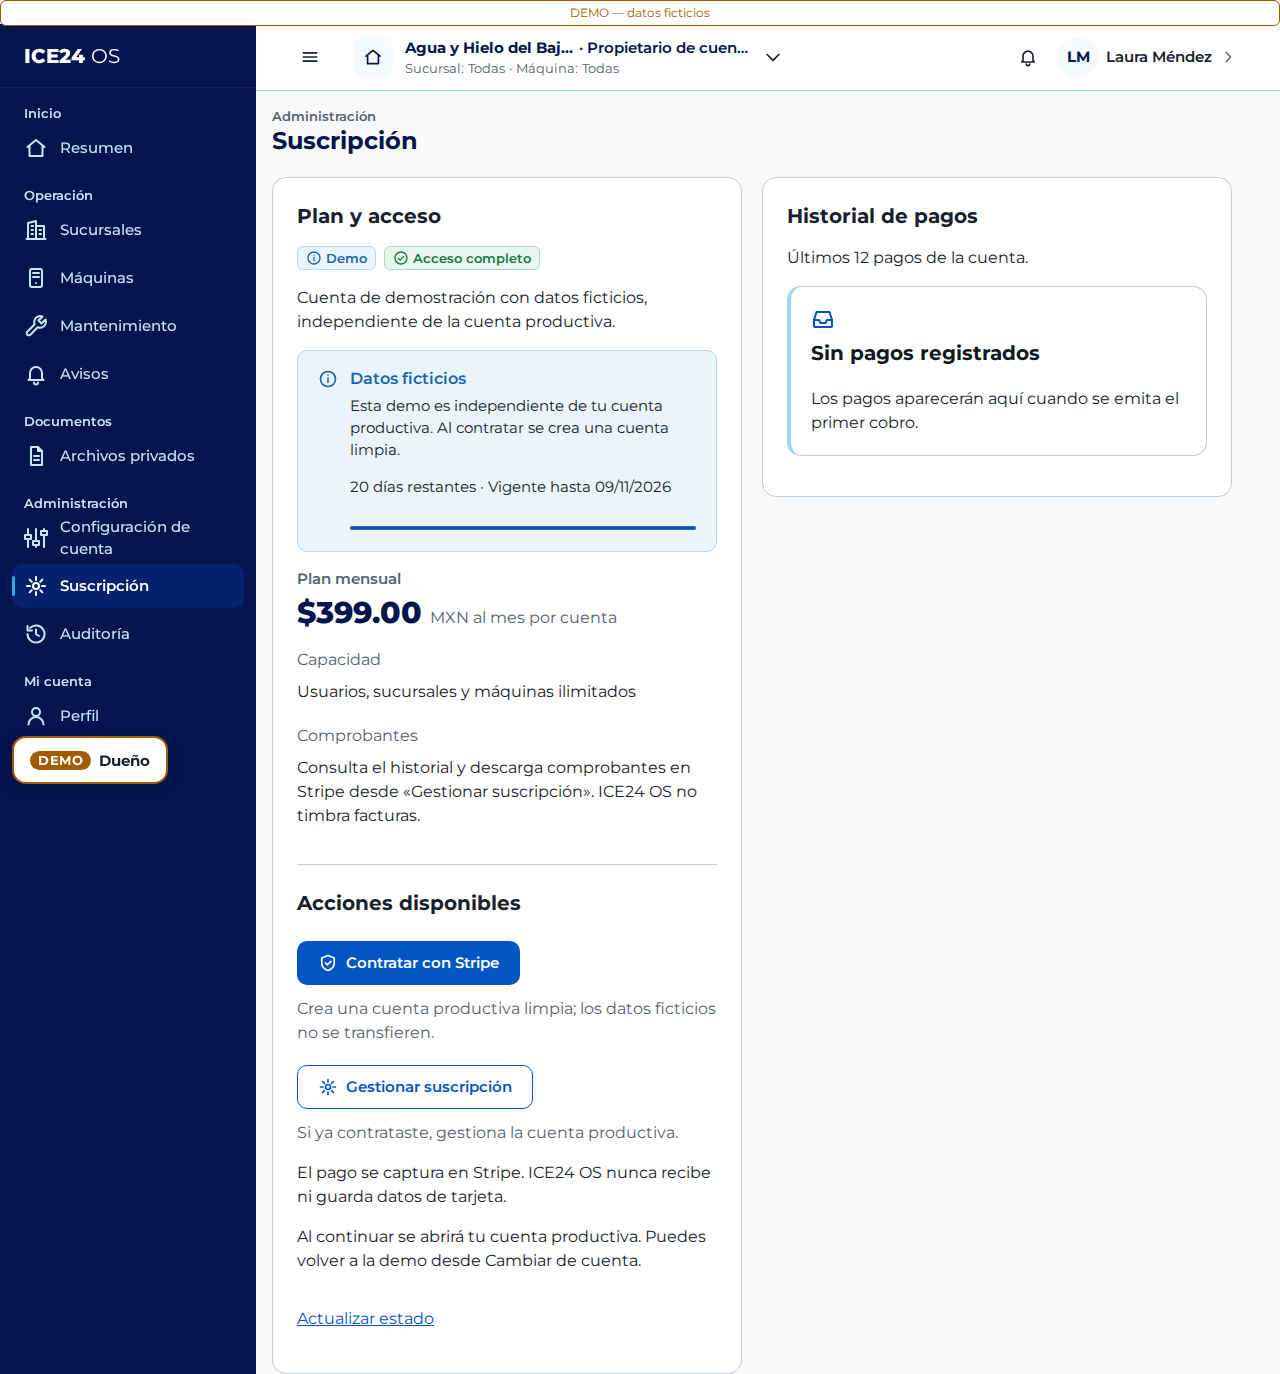 DEMO — datos ficticios
ICE24 OS
Agua y Hielo del Baj... · Propietario de cuen...
Sucursal: Todas · Máquina: Todas
LM Laura Méndez
Inicio
Resumen
Operación
Sucursales
Máquinas
Mantenimiento
Avisos
Documentos
Archivos privados
Administración
Configuración de
cuenta
Suscripción
Auditoría
Mi cuenta
Perfil
DEMO Dueño
Administración
Suscripción
Plan y acceso
Demo
Acceso completo
Cuenta de demostración con datos ficticios,
independiente de la cuenta productiva.
Datos ficticios
Esta demo es independiente de tu cuenta
productiva. Al contratar se crea una cuenta
limpia.
20 días restantes · Vigente hasta 09/11/2026
Plan mensual
$399.00 MXN al mes por cuenta
Capacidad
Usuarios, sucursales y máquinas ilimitados
Comprobantes
Consulta el historial y descarga comprobantes en
Stripe desde «Gestionar suscripción». ICE24 OS no
timbra facturas.
Acciones disponibles
Contratar con Stripe
Crea una cuenta productiva limpia; los datos ficticios
no se transfieren.
Gestionar suscripción
Si ya contrataste, gestiona la cuenta productiva.
El pago se captura en Stripe. ICE24 OS nunca recibe
ni guarda datos de tarjeta.
Al continuar se abrirá tu cuenta productiva. Puedes
volver a la demo desde Cambiar de cuenta.
Actualizar estado
Historial de pagos
Últimos 12 pagos de la cuenta.
Sin pagos registrados
Los pagos aparecerán aquí cuando se emita el
primer cobro.